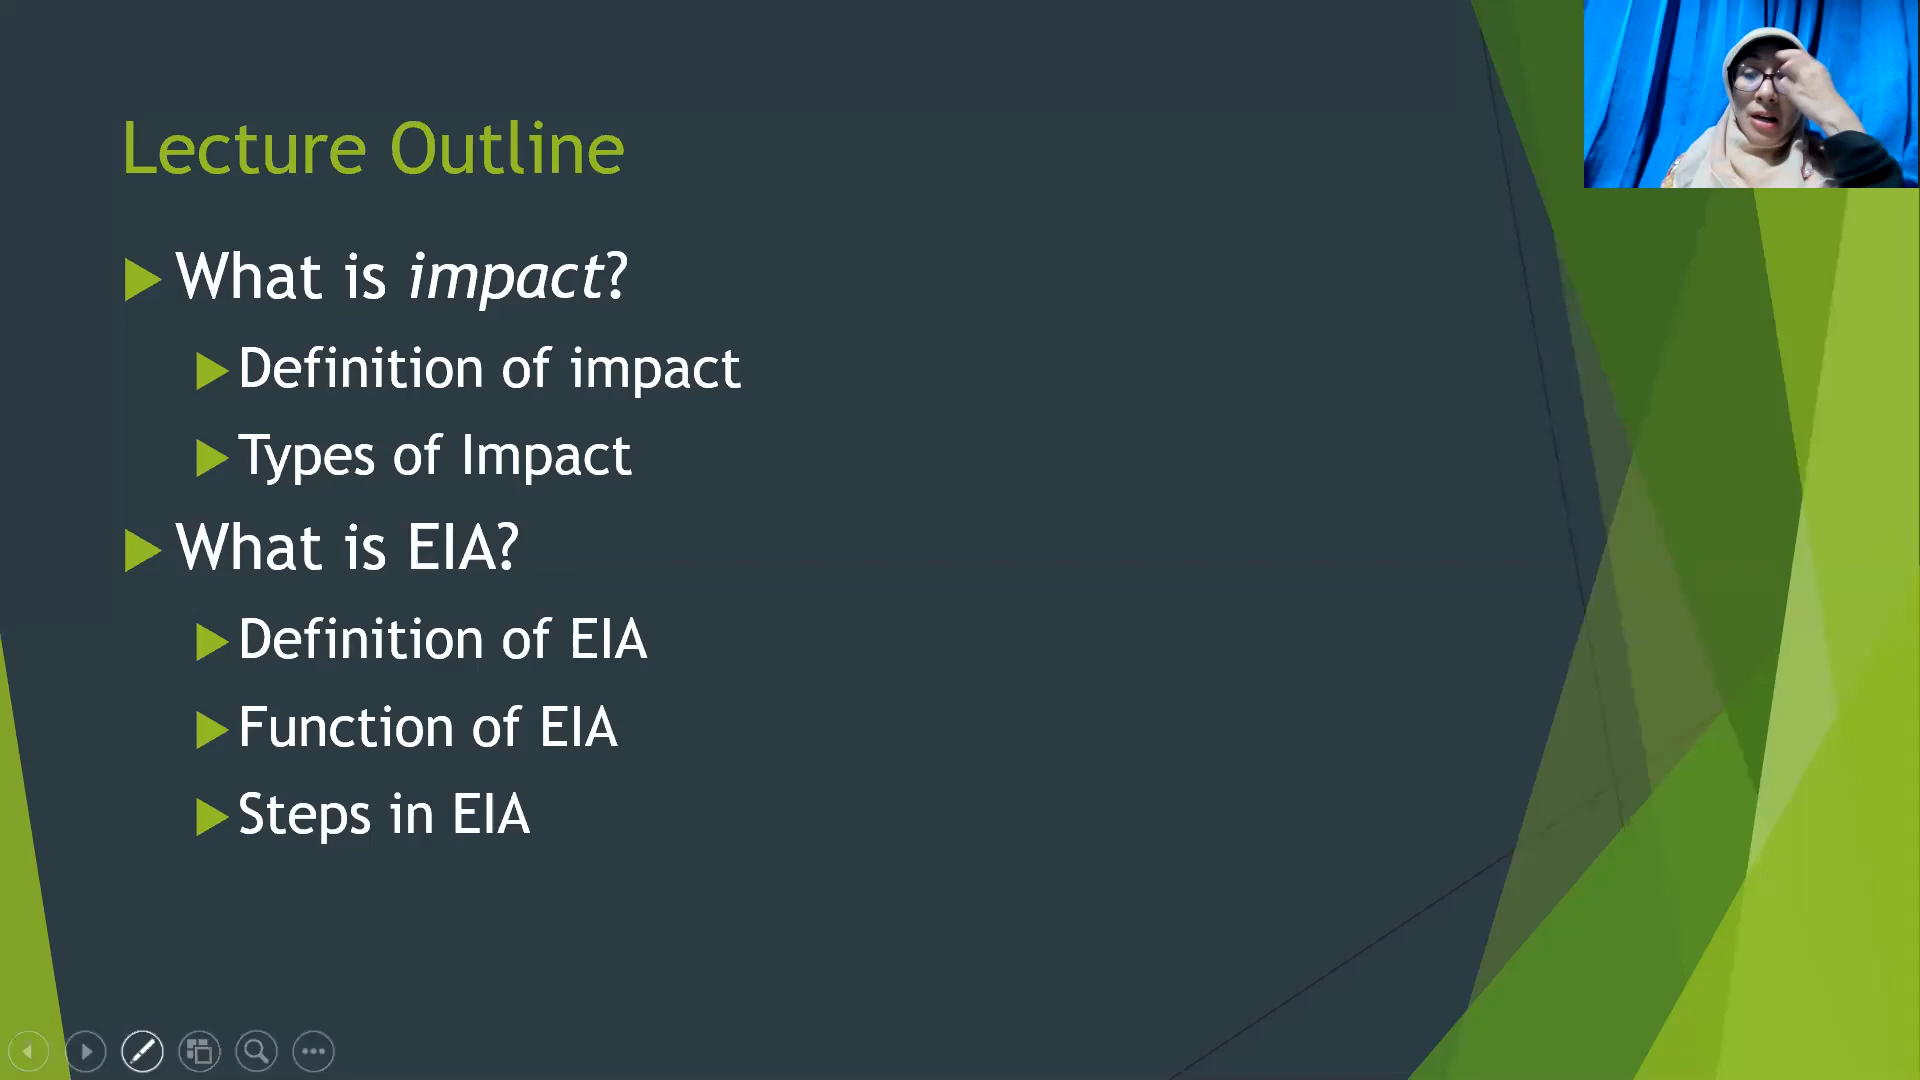 Lecture Outline
What is impact?
Definition of impact
Types of Impact
What is EIA?
Definition of EIA
Function of EIA
Steps in EIA